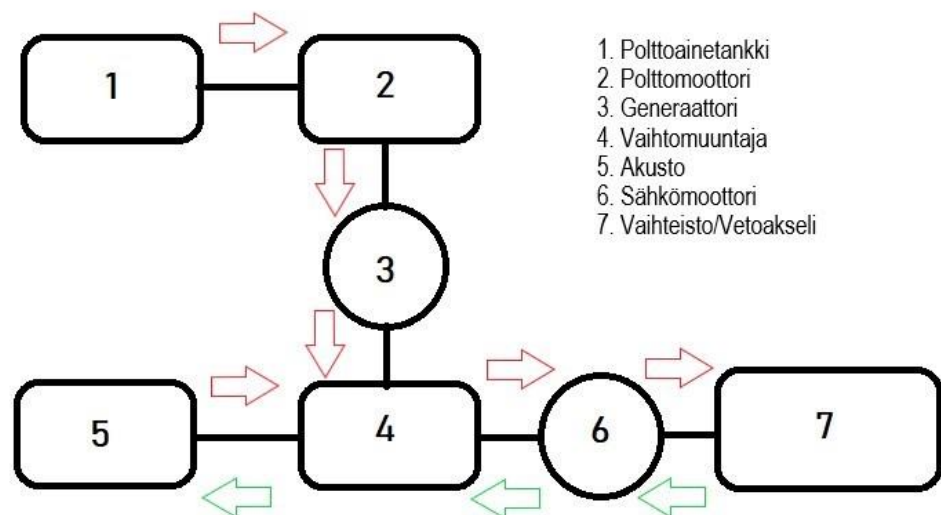 1
2
3
4
5
6
7
1. Polttoainetankki
2. Polttomoottori
3. Generaattori
4. Vaihtomuuntaja
5. Akusto
6. Sähkömoottori
7. Vaihteisto/Vetoakseli